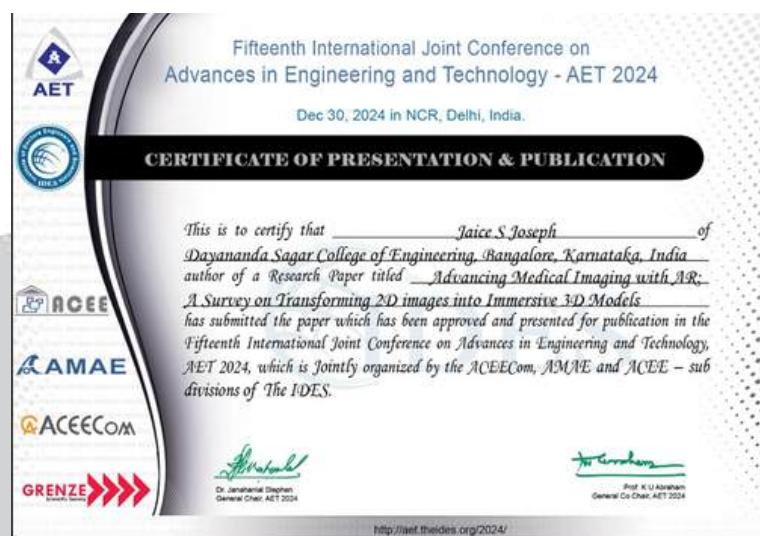 Fifteenth International Joint Conference on
Advances in Engineering and Technology - AET 2024
Dec 30, 2024 in NCR, Delhi, India.
CERTIFICATE OF PRESENTATION & PUBLICATION
This is to certify that Jaice S Joseph of
Dayananda Sagar College of Engineering, Bangalore, Karnataka, India
author of a Research Paper titled Advancing Medical Imaging with AR:
A Survey on Transforming 2D images into Immersive 3D Models
has submitted the paper which has been approved and presented for publication in the
Fifteenth International Joint Conference on Advances in Engineering and Technology,
AET 2024, which is Jointly organized by the ACEECom, AMAE and ACEE – sub
divisions of The IDES.
AET
IDES
ACEE
AMAE
ACEECom
GRENZE
Dr. Janahanlal Stephen
General Chair, AET 2024
Prof. K U Abraham
General Co Chair, AET 2024
http://aet.theides.org/2024/